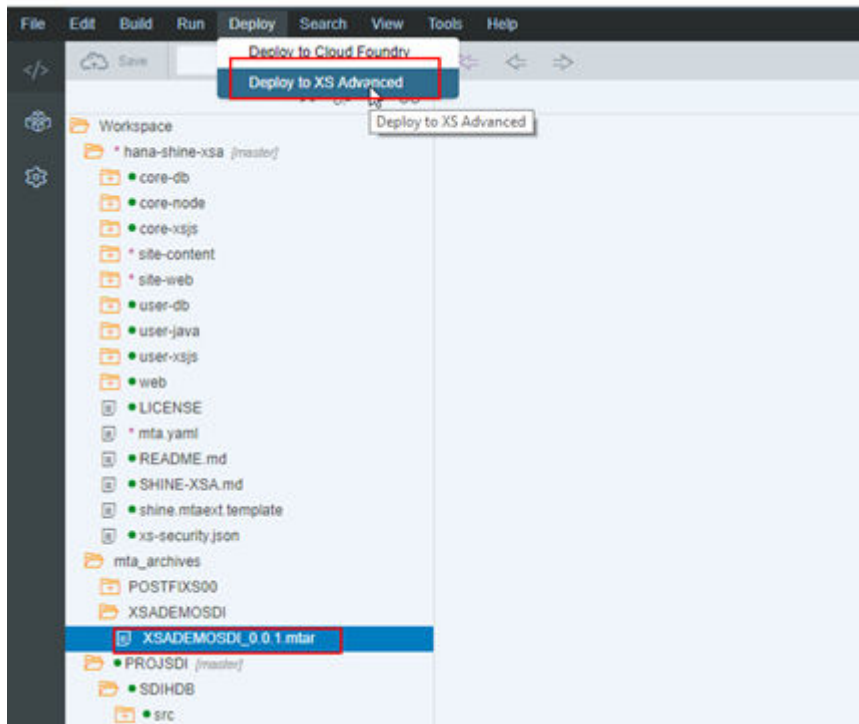 File Edit Build Run Deploy Search View Tools Help
Save
Deploy to Cloud Foundry
Deploy to XS Advanced
Deploy to XS Advanced
Workspace
* hana-shine-xsa [master]
core-db
core-node
core-xsjs
* site-content
* site-web
user-db
user-java
user-xsjs
web
LICENSE
* mta.yaml
README.md
SHINE-XSA.md
shine.mtaext.template
xs-security.json
mta_archives
POSTFIXS00
XSADEMOSDI
XSADEMOSDI_0.0.1.mtar
PROJSDI [master]
SDIHDB
src